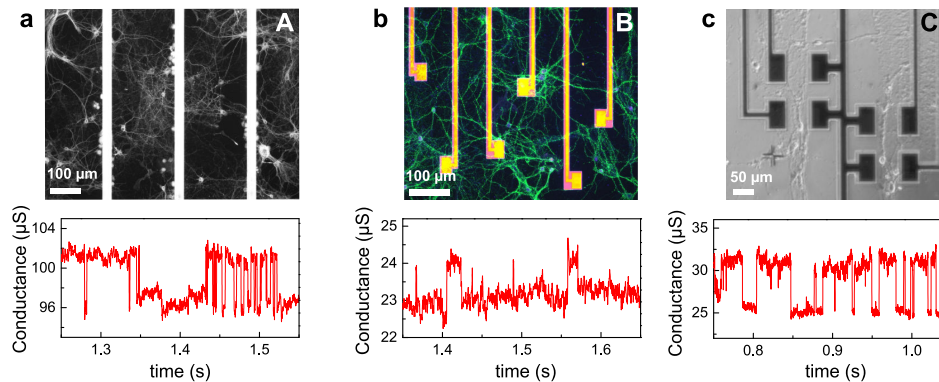 a
A
100 µm
Conductance (µS)
104
100
96
1.3
1.4
1.5
time (s)
b
B
100 µm
Conductance (µS)
25
24
23
22
1.4
1.5
1.6
time (s)
c
C
50 µm
Conductance (µS)
35
30
25
0.8
0.9
1.0
time (s)